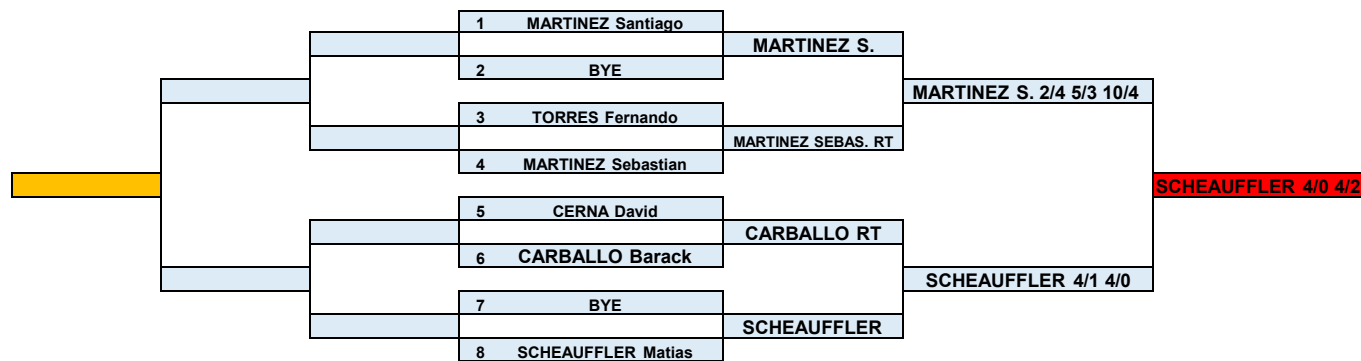 1 MARTINEZ Santiago
MARTINEZ S.
2 BYE
MARTINEZ S. 2/4 5/3 10/4
3 TORRES Fernando
MARTINEZ SEBAS. RT
4 MARTINEZ Sebastian
SCHEAUFFLER 4/0 4/2
5 CERNA David
CARBALLO RT
6 CARBALLO Barack
SCHEAUFFLER 4/1 4/0
7 BYE
SCHEAUFFLER
8 SCHEAUFFLER Matias